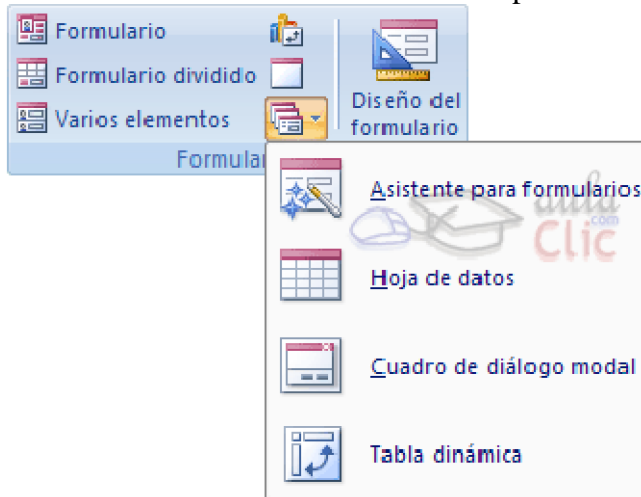 Formulario
Formulario dividido
Varios elementos
Diseño del
formulario
Asistente para formularios
Hoja de datos
Cuadro de diálogo modal
Tabla dinámica
aula
.com
Clic